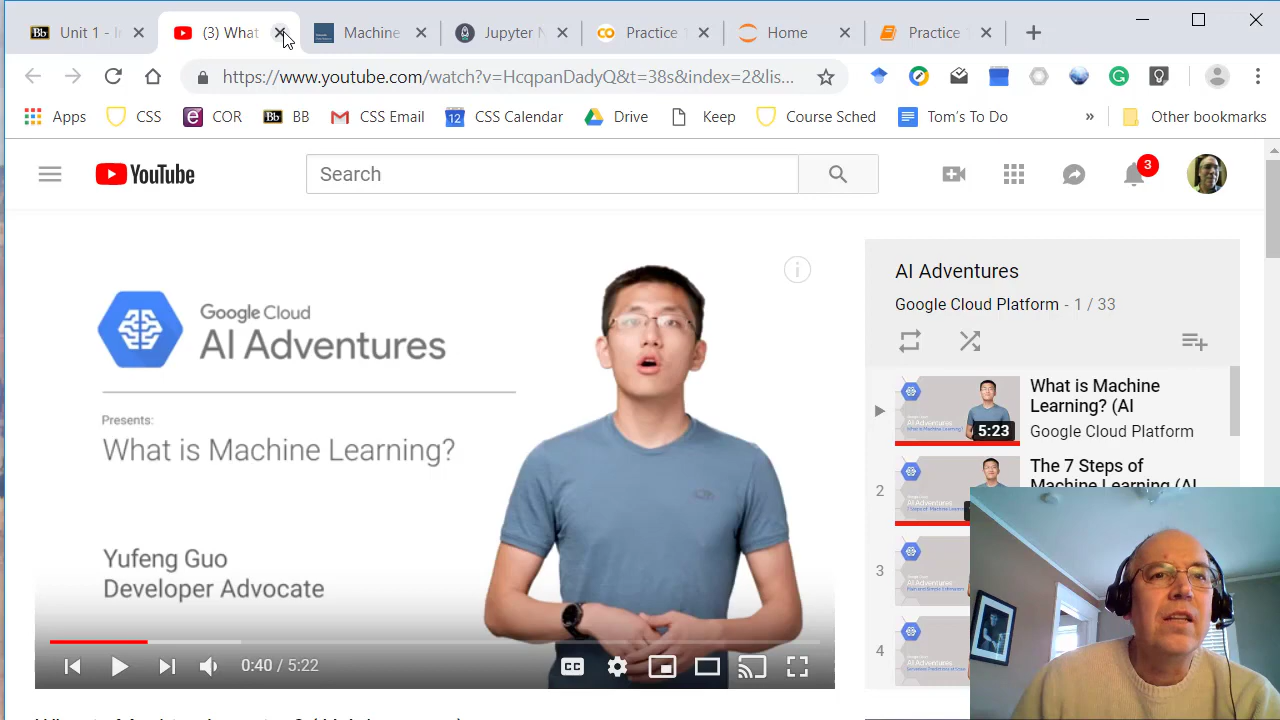 Unit 1 - I
(3) What
Machine
Jupyter N
Practice
Home
Practice
https://www.youtube.com/watch?v=HcqpanDadyQ&t=38s&index=2&lis...
Apps
CSS
COR
Bb
BB
CSS Email
12
CSS Calendar
Drive
Keep
Course Sched
Tom's To Do
»
Other bookmarks
YouTube
Search
3
Google Cloud
AI Adventures
Presents:
What is Machine Learning?
Yufeng Guo
Developer Advocate
0:40 / 5:22
CC
AI Adventures
Google Cloud Platform - 1 / 33
5:23
What is Machine
Learning? (AI
Google Cloud Platform
2
The 7 Steps of
Machine Learning (AI
3
4